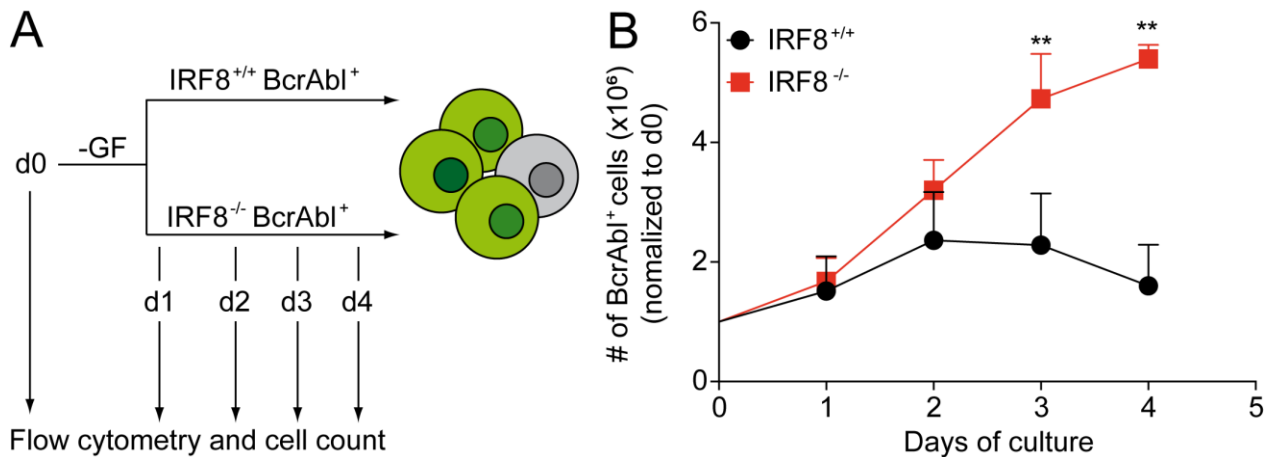 A
IRF8+/+ BcrAbl+
d0
-GF
IRF8-/- BcrAbl+
d1 d2 d3 d4
Flow cytometry and cell count
B
IRF8+/+
IRF8-/-
** **
# of BcrAbl+ cells (x10⁶)
(nomalized to d0)
6
4
2
0
0 1 2 3 4 5
Days of culture